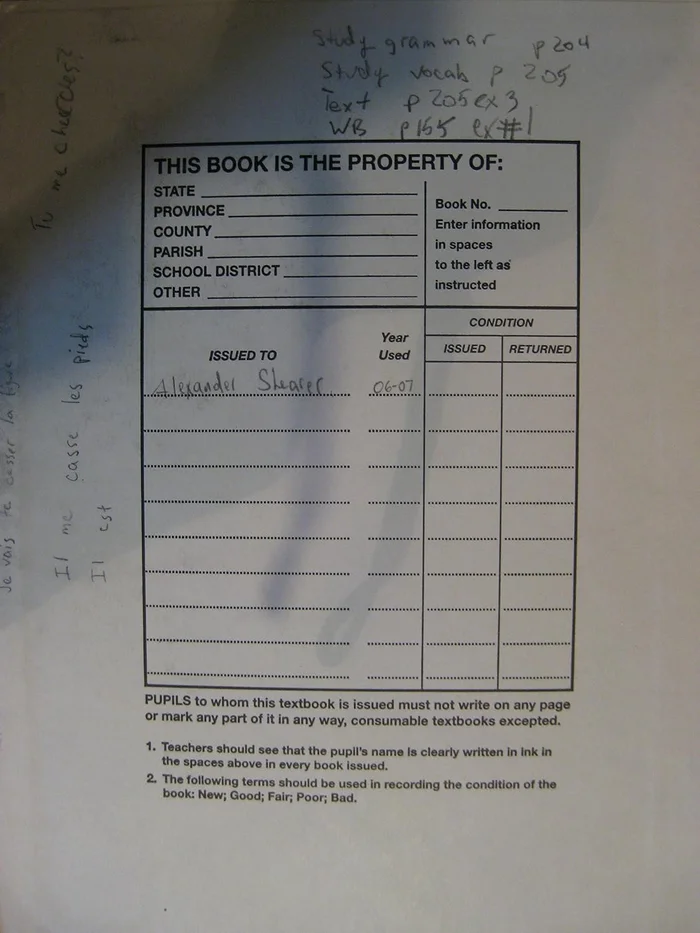 Study grammar p 204
Study vocab p 205
Text p 205 ex 3
WB p 155 ex #1
THIS BOOK IS THE PROPERTY OF:
STATE
PROVINCE
COUNTY
PARISH
SCHOOL DISTRICT
OTHER
Book No.
Enter information
in spaces
to the left as
instructed
ISSUED TO
Year
Used
CONDITION
ISSUED
RETURNED
Alexander Shearer
06-07
PUPILS to whom this textbook is issued must not write on any page
or mark any part of it in any way, consumable textbooks excepted.
1. Teachers should see that the pupil's name is clearly written in ink in
the spaces above in every book issued.
2. The following terms should be used in recording the condition of the
book: New; Good; Fair; Poor; Bad.
Tu me cherches?
Je vais te casser la figure
Il me casse les pieds
Il est